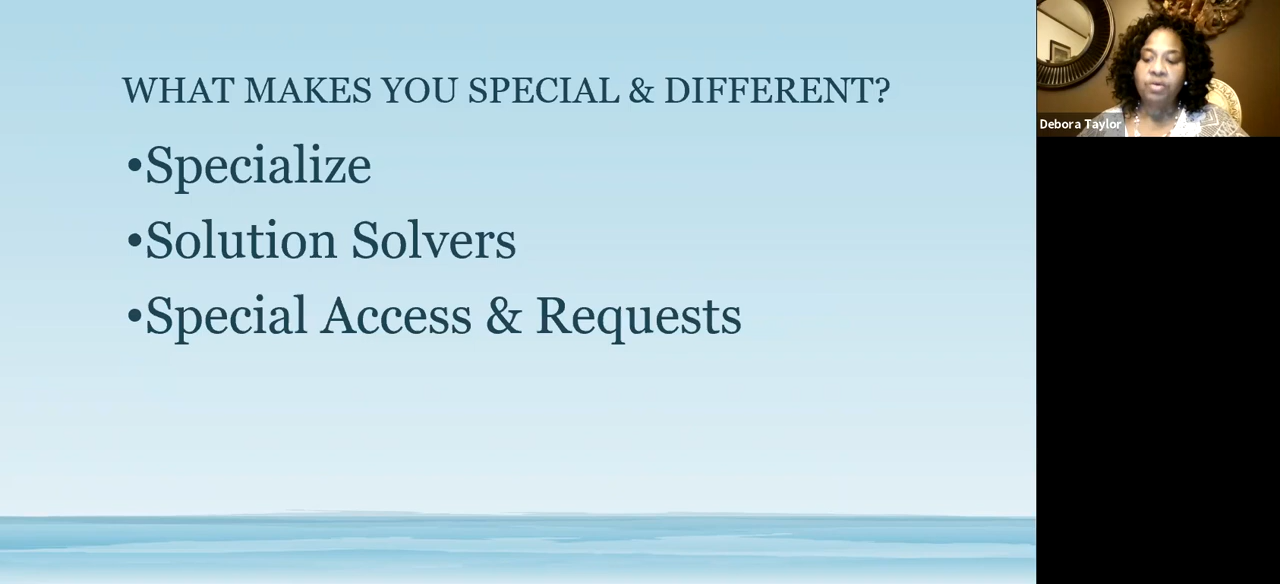 WHAT MAKES YOU SPECIAL & DIFFERENT?
•Specialize
•Solution Solvers
•Special Access & Requests
Debora Taylor